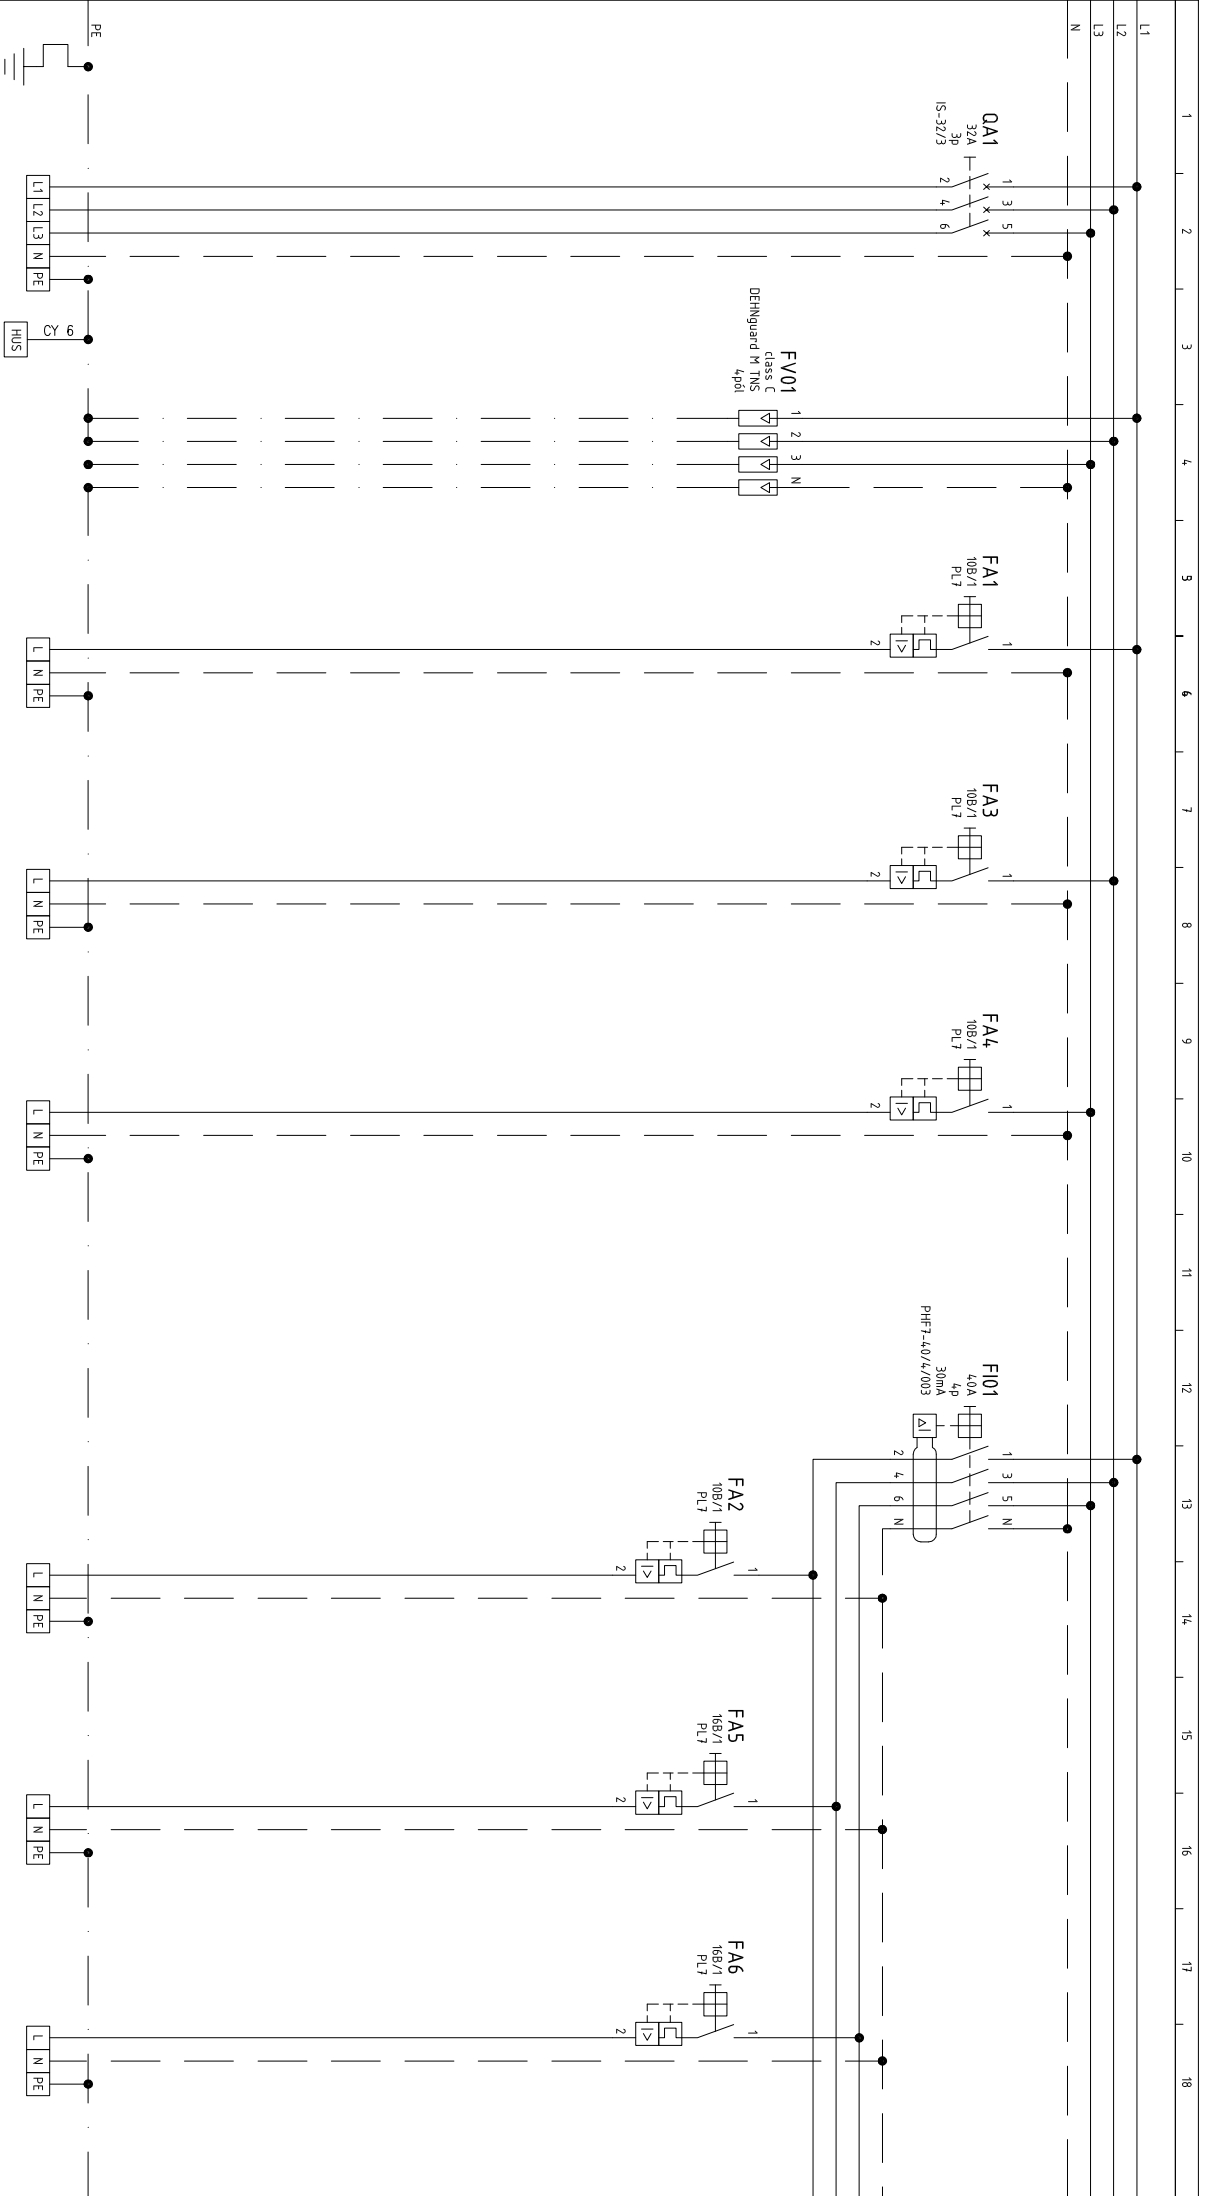 1 2 3 4 5 6 7 8 9 10 11 12 13 14 15 16 17 18
L1
L2
L3
N
QA1
32A
3p
IS-32/3
1 3 5
2 4 6
FV01
class C
DEHNguard M TNS
4pól
1 2 3 N
FA1
10B/1
PL7
1
2
FA3
10B/1
PL7
1
2
FA4
10B/1
PL7
1
2
FI01
40A
4p
30mA
PHF7-40/4/003
1 3 5 N
2 4 6 N
FA2
10B/1
PL7
1
2
FA5
16B/1
PL7
1
2
FA6
16B/1
PL7
1
2
PE
CY 6
L1 L2 L3 N PE
L N PE
L N PE
L N PE
L N PE
L N PE
L N PE
HUS